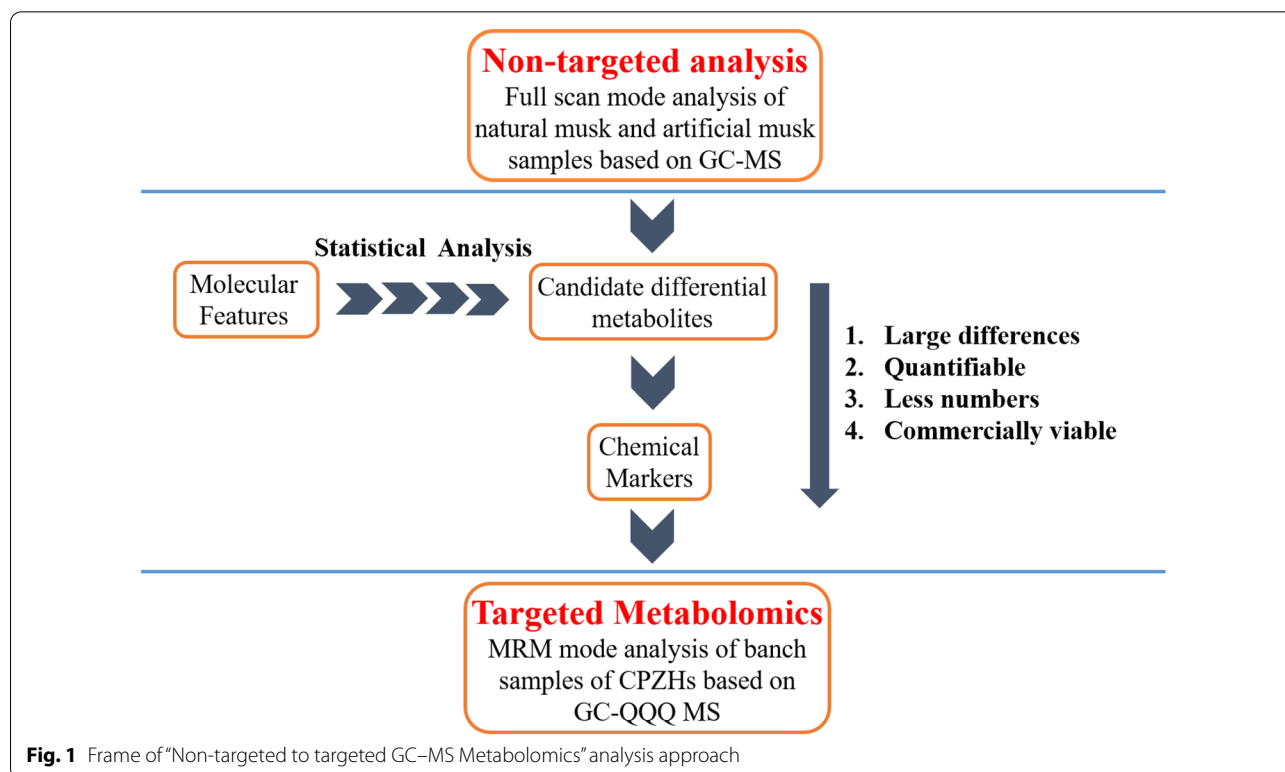 Non-targeted analysis
Full scan mode analysis of
natural musk and artificial musk
samples based on GC-MS
Statistical Analysis
Molecular
Features
Candidate differential
metabolites
1. Large differences
2. Quantifiable
3. Less numbers
4. Commercially viable
Chemical
Markers
Targeted Metabolomics
MRM mode analysis of banch
samples of CPZHs based on
GC-QQQ MS
Fig. 1 Frame of “Non-targeted to targeted GC–MS Metabolomics” analysis approach